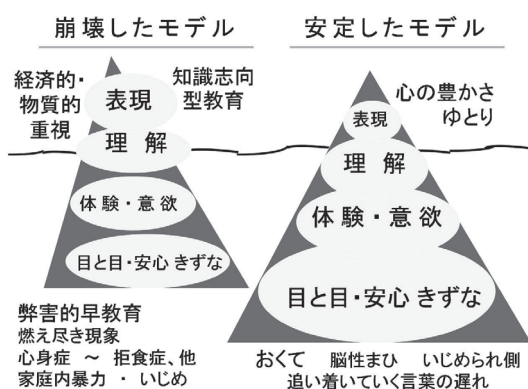 崩壊したモデル
経済的・
物質的
重視
知識志向
型教育
表現
理解
体験・意欲
目と目・安心 きずな
弊害的早教育
燃え尽き現象
心身症 ～ 拒食症、他
家庭内暴力 ・ いじめ
安定したモデル
心の豊かさ
ゆとり
表現
理解
体験・意欲
目と目・安心 きずな
おくて 脳性まひ いじめられ側
追い着いていく言葉の遅れ